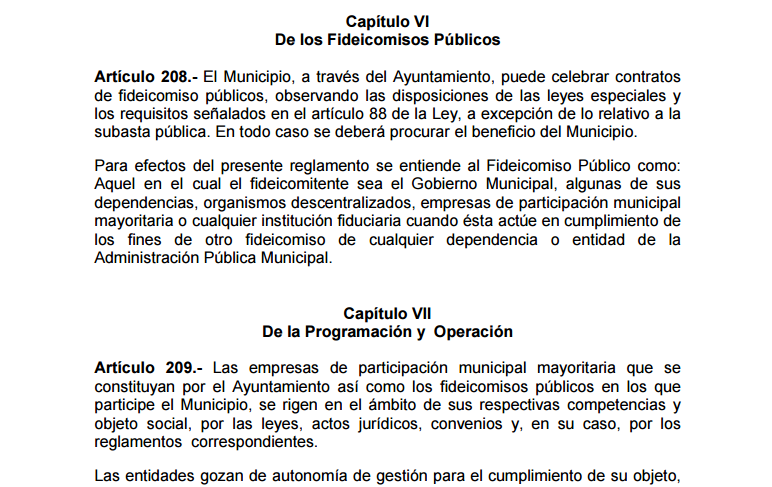 Capítulo VI
De los Fideicomisos Públicos
Artículo 208.- El Municipio, a través del Ayuntamiento, puede celebrar contratos
de fideicomiso públicos, observando las disposiciones de las leyes especiales y
los requisitos señalados en el artículo 88 de la Ley, a excepción de lo relativo a la
subasta pública. En todo caso se deberá procurar el beneficio del Municipio.
Para efectos del presente reglamento se entiende al Fideicomiso Público como:
Aquel en el cual el fideicomitente sea el Gobierno Municipal, algunas de sus
dependencias, organismos descentralizados, empresas de participación municipal
mayoritaria o cualquier institución fiduciaria cuando ésta actúe en cumplimiento de
los fines de otro fideicomiso de cualquier dependencia o entidad de la
Administración Pública Municipal.
Capítulo VII
De la Programación y Operación
Artículo 209.- Las empresas de participación municipal mayoritaria que se
constituyan por el Ayuntamiento así como los fideicomisos públicos en los que
participe el Municipio, se rigen en el ámbito de sus respectivas competencias y
objeto social, por las leyes, actos jurídicos, convenios y, en su caso, por los
reglamentos correspondientes.
Las entidades gozan de autonomía de gestión para el cumplimiento de su objeto,